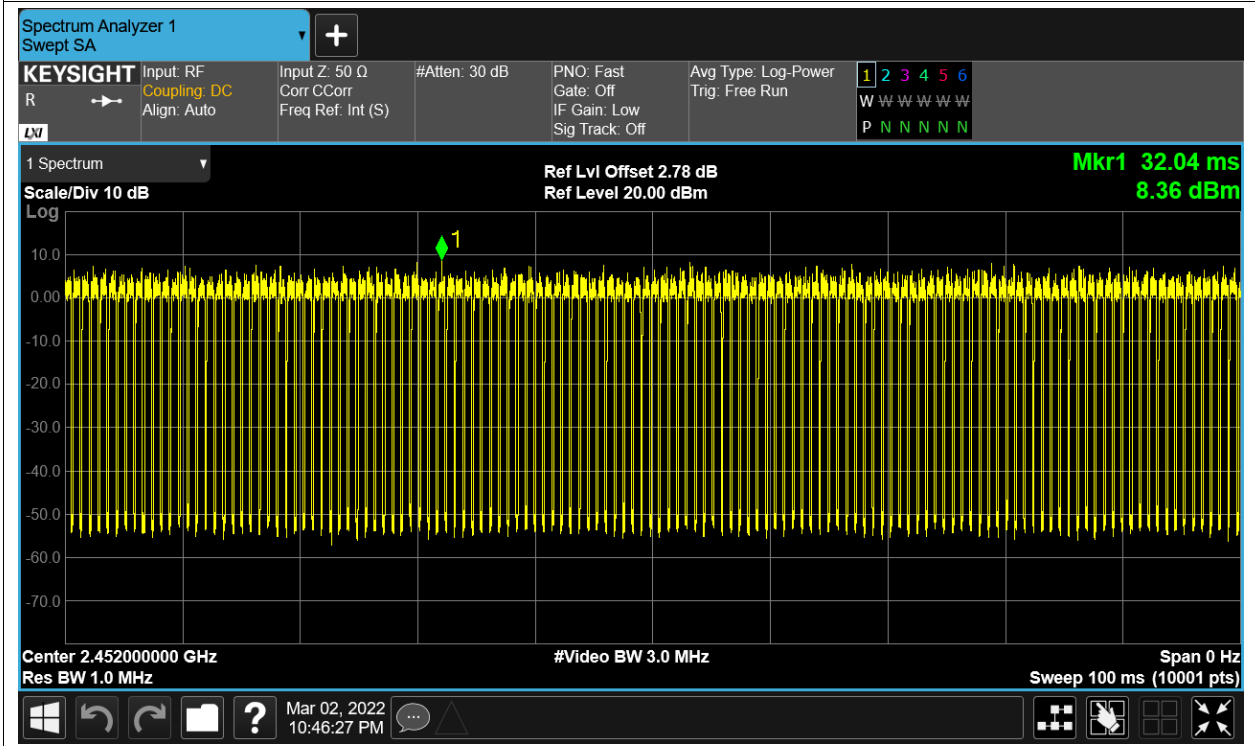 Spectrum Analyzer 1
Swept SA
KEYSIGHT
R
LXI
Input: RF
Coupling: DC
Align: Auto
Input Z: 50 Ω
Corr CCorr
Freq Ref: Int (S)
#Atten: 30 dB
PNO: Fast
Gate: Off
IF Gain: Low
Sig Track: Off
Avg Type: Log-Power
Trig: Free Run
1 2 3 4 5 6
W W W W W W
P N N N N N
1 Spectrum
Scale/Div 10 dB
Log
Ref Lvl Offset 2.78 dB
Ref Level 20.00 dBm
Mkr1 32.04 ms
8.36 dBm
1
10.0
0.00
-10.0
-20.0
-30.0
-40.0
-50.0
-60.0
-70.0
Center 2.452000000 GHz
Res BW 1.0 MHz
#Video BW 3.0 MHz
Span 0 Hz
Sweep 100 ms (10001 pts)
?
Mar 02, 2022
10:46:27 PM